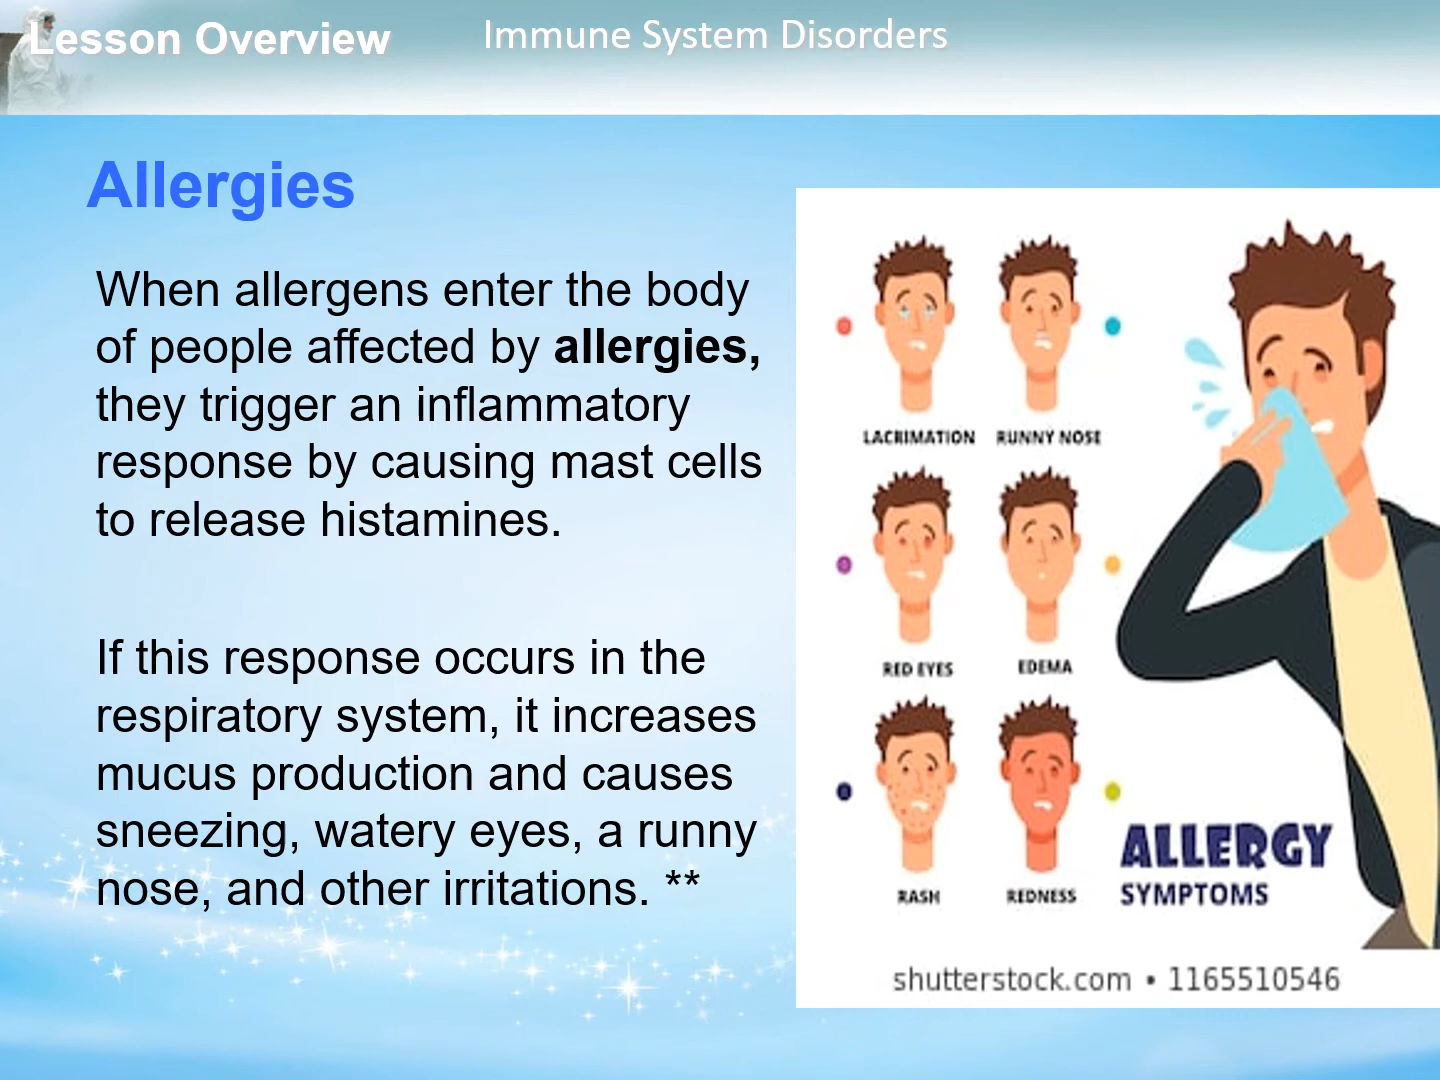 Lesson Overview
Immune System Disorders
Allergies
When allergens enter the body
of people affected by allergies,
they trigger an inflammatory
response by causing mast cells
to release histamines.
If this response occurs in the
respiratory system, it increases
mucus production and causes
sneezing, watery eyes, a runny
nose, and other irritations. **
LACRIMATION
RUNNY NOSE
RED EYES
EDEMA
RASH
REDNESS
ALLERGY
SYMPTOMS
shutterstock.com • 1165510546